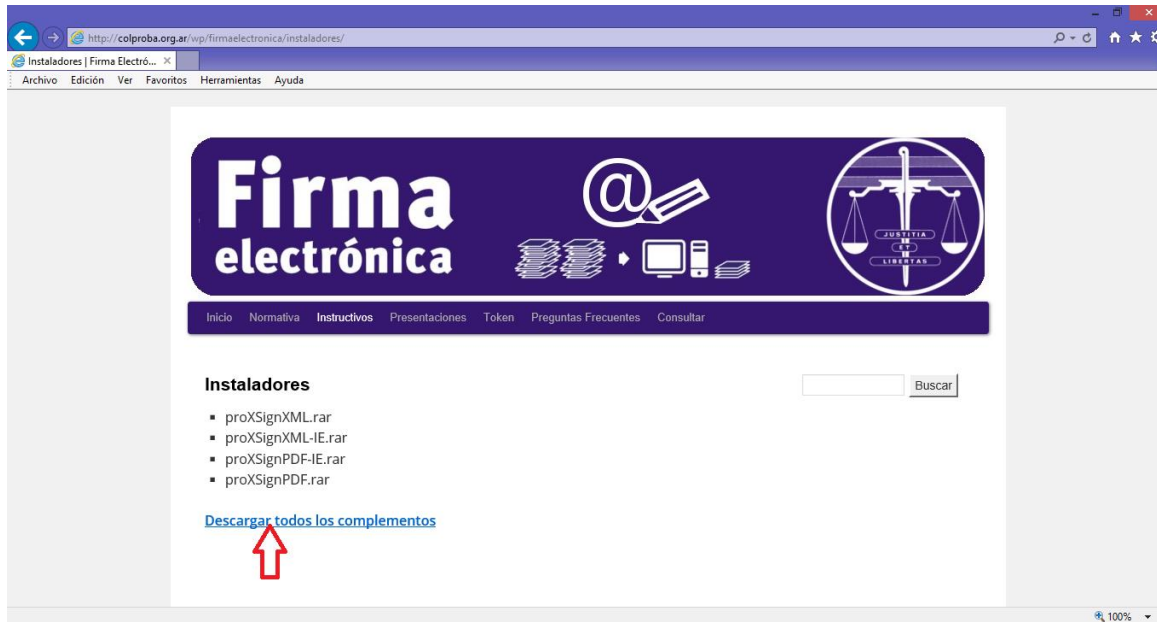 http://colproba.org.ar/wp/firmaelectronica/instaladores/
Instaladores | Firma Electró...
Archivo Edición Ver Favoritos Herramientas Ayuda
Firma
electrónica
@
JUSTITIA
ET
LIBERTAS
Inicio Normativa Instructivos Presentaciones Token Preguntas Frecuentes Consultar
Instaladores
Buscar
proXSignXML.rar
proXSignXML-IE.rar
proXSignPDF-IE.rar
proXSignPDF.rar
Descargar todos los complementos
100%